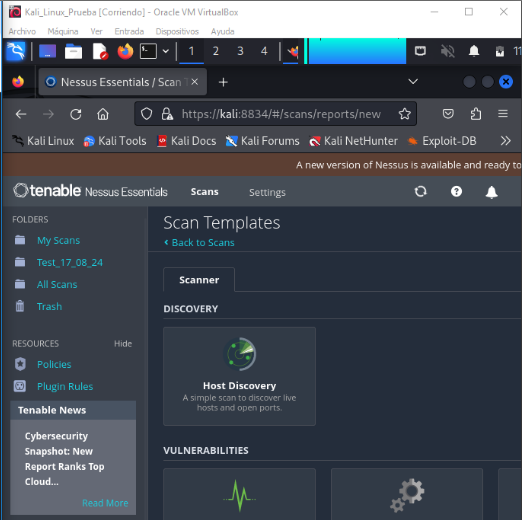 Kali_Linux_Prueba [Corriendo] - Oracle VM VirtualBox
Archivo Máquina Ver Entrada Dispositivos Ayuda
1 2 3 4
Nessus Essentials / Scan T
https://kali:8834/#/scans/reports/new
Kali Linux Kali Tools Kali Docs Kali Forums Kali NetHunter Exploit-DB
A new version of Nessus is available and ready to
tenable Nessus Essentials Scans Settings
FOLDERS
My Scans
Test_17_08_24
All Scans
Trash
RESOURCES Hide
Policies
Plugin Rules
Tenable News
Cybersecurity
Snapshot: New
Report Ranks Top
Cloud...
Read More
Scan Templates
Back to Scans
Scanner
DISCOVERY
Host Discovery
A simple scan to discover live
hosts and open ports.
VULNERABILITIES